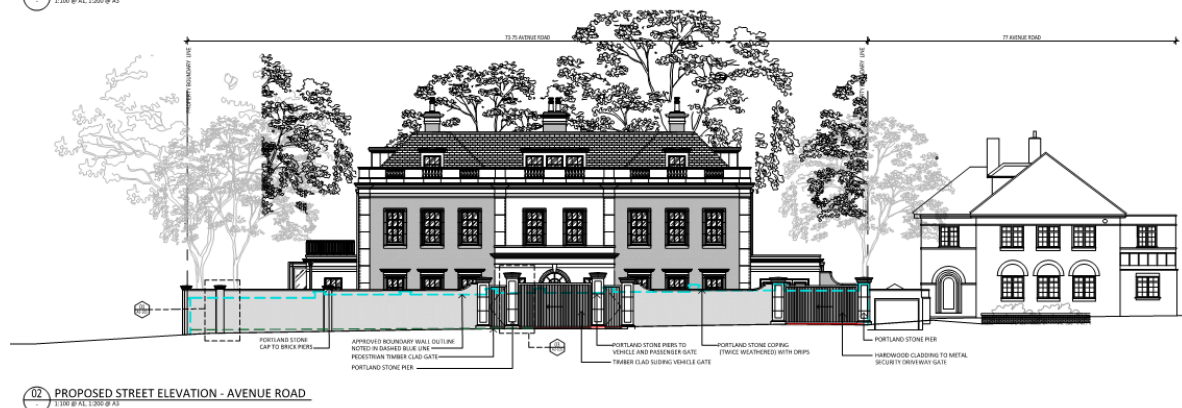 1:100 @ A1, 1:200 @ A3
73-75 AVENUE ROAD
77 AVENUE ROAD
PROPERTY BOUNDARY LINE
PROPERTY BOUNDARY LINE
PORTLAND STONE
CAP TO BRICK PIERS
APPROVED BOUNDARY WALL OUTLINE
NOTED IN DASHED BLUE LINE
PEDESTRIAN TIMBER CLAD GATE
PORTLAND STONE PIER
PORTLAND STONE PIERS TO
VEHICLE AND PASSENGER GATE
TIMBER CLAD SLIDING VEHICLE GATE
PORTLAND STONE COPING
(TWICE WEATHERED) WITH DRIPS
PORTLAND STONE PIER
HARDWOOD CLADDING TO METAL
SECURITY DRIVEWAY GATE
02 PROPOSED STREET ELEVATION - AVENUE ROAD
1:100 @ A1, 1:200 @ A3